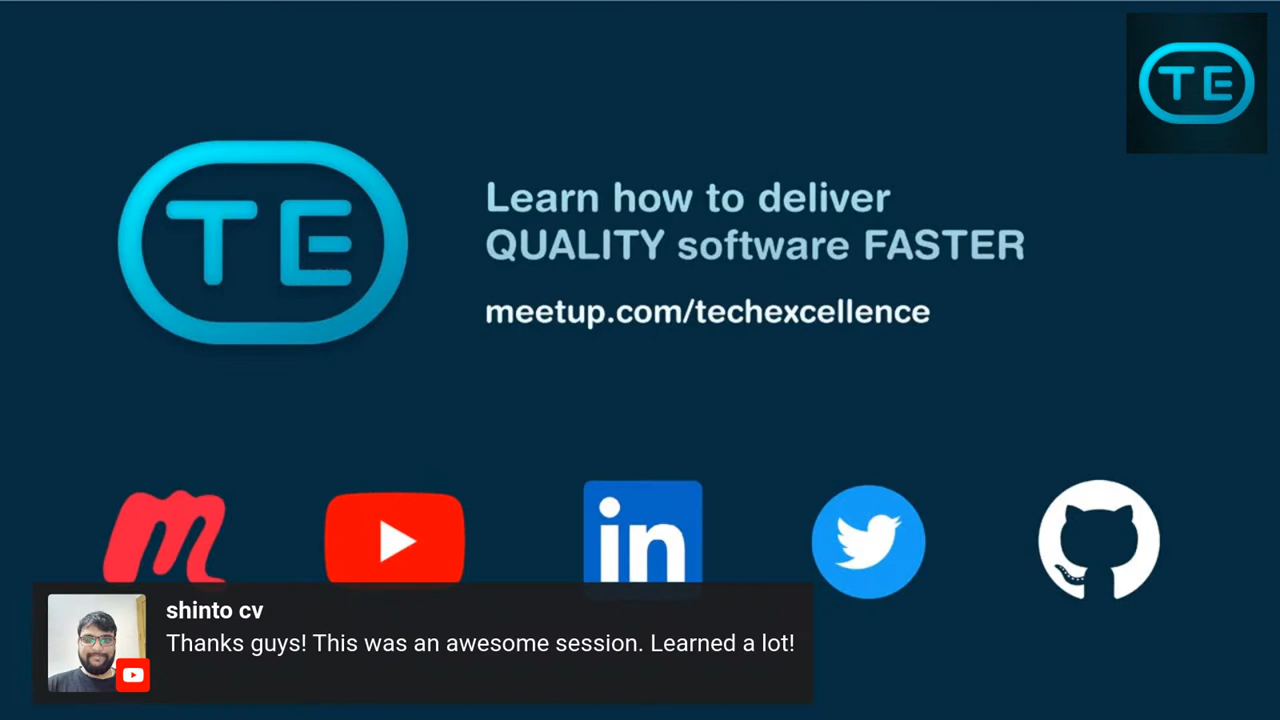 TE
TE
Learn how to deliver
QUALITY software FASTER
meetup.com/techexcellence
m
in
shinto cv
Thanks guys! This was an awesome session. Learned a lot!